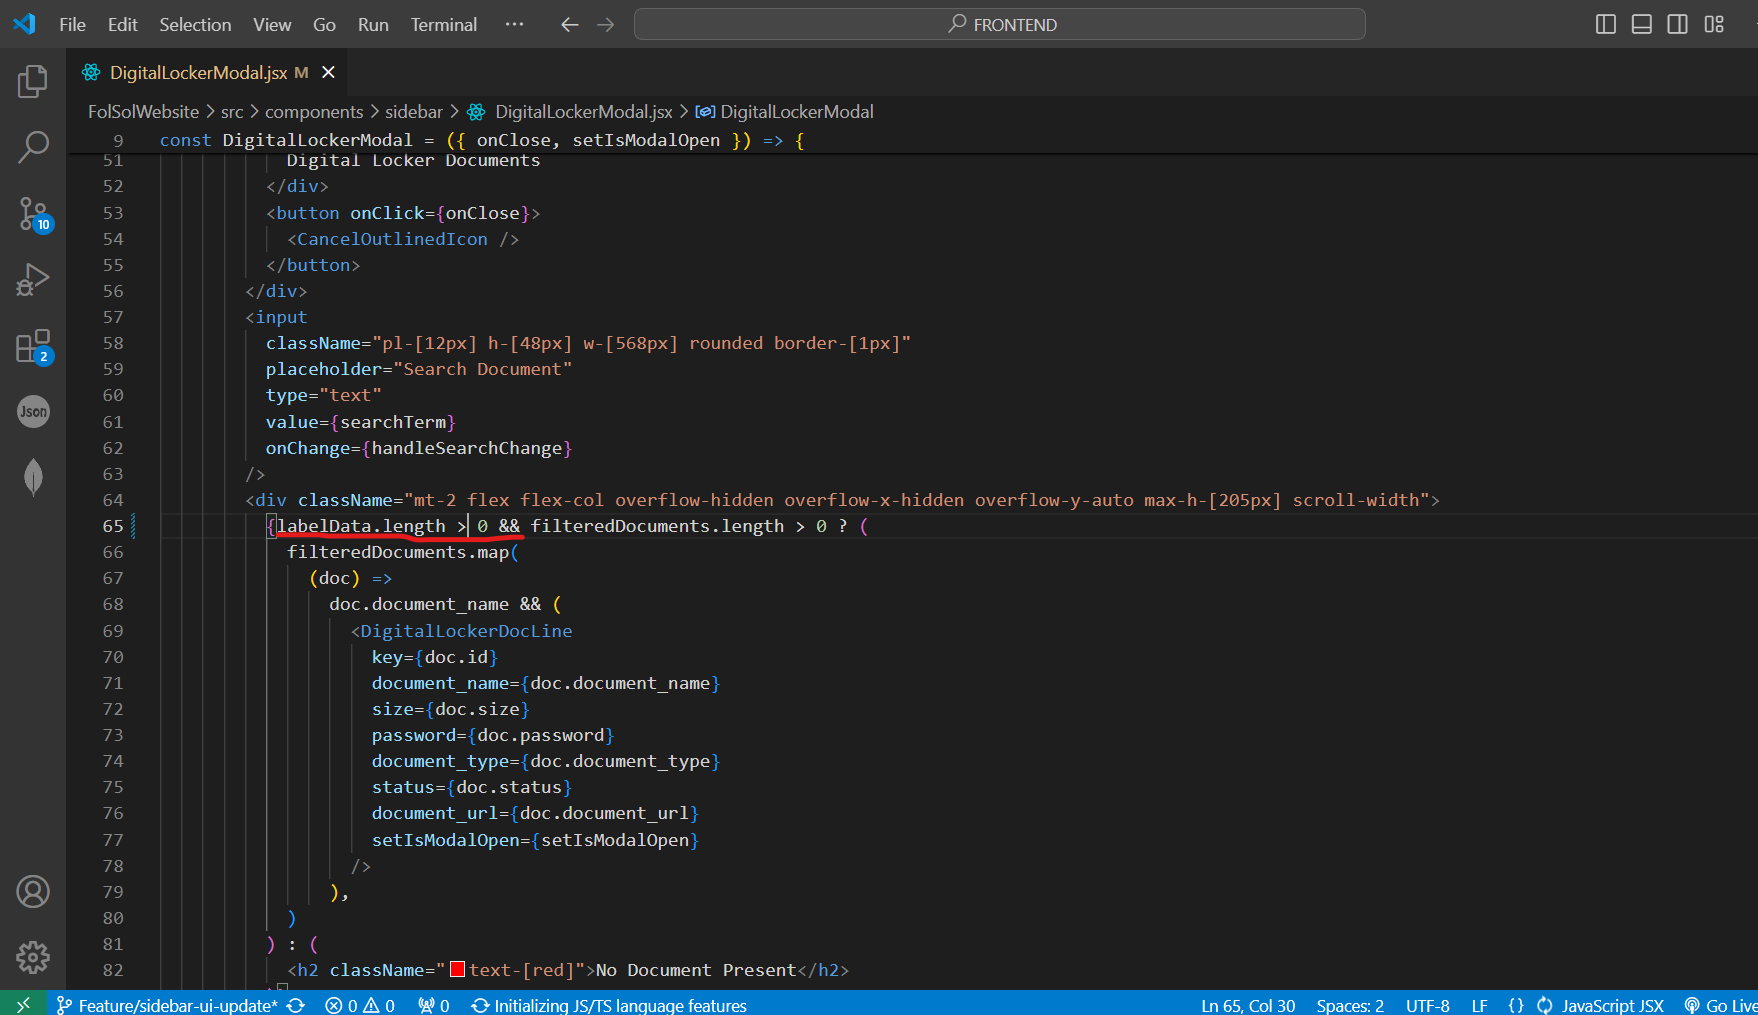 File Edit Selection View Go Run Terminal ··· FRONTEND
DigitalLockerModal.jsx M
FolSolWebsite > src > components > sidebar > DigitalLockerModal.jsx > DigitalLockerModal
9 const DigitalLockerModal = ({ onClose, setIsModalOpen }) => {
51 Digital Locker Documents
52 </div>
53 <button onClick={onClose}>
54 <CancelOutlinedIcon />
55 </button>
56 </div>
57 <input
58 className="pl-[12px] h-[48px] w-[568px] rounded border-[1px]"
59 placeholder="Search Document"
60 type="text"
61 value={searchTerm}
62 onChange={handleSearchChange}
63 />
64 <div className="mt-2 flex flex-col overflow-hidden overflow-x-hidden overflow-y-auto max-h-[205px] scroll-width">
65 {labelData.length > 0 && filteredDocuments.length > 0 ? (
66 filteredDocuments.map(
67 (doc) =>
68 doc.document_name && (
69 <DigitalLockerDocLine
70 key={doc.id}
71 document_name={doc.document_name}
72 size={doc.size}
73 password={doc.password}
74 document_type={doc.document_type}
75 status={doc.status}
76 document_url={doc.document_url}
77 setIsModalOpen={setIsModalOpen}
78 />
79 ),
80 )
81 ) : (
82 <h2 className="text-[red]">No Document Present</h2>
10
2
Json
Feature/sidebar-ui-update* 0 0 0 Initializing JS/TS language features Ln 65, Col 30 Spaces: 2 UTF-8 LF {} JavaScript JSX Go Live